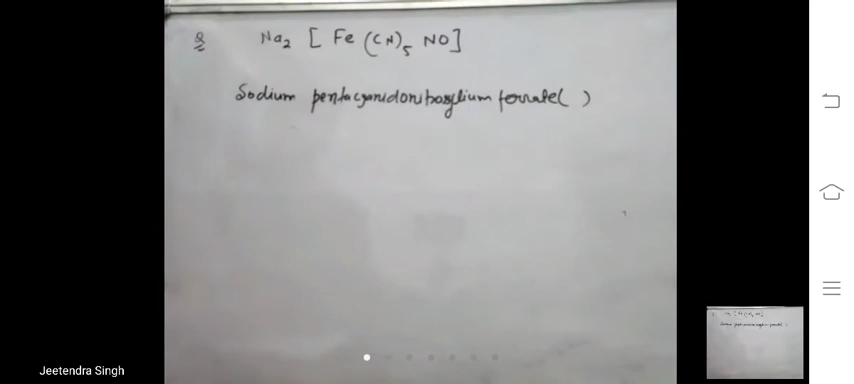 Q Na₂ [ Fe (CN)₅ NO]
Sodium pentacyanidonitrosylium ferrate( )
Jeetendra Singh